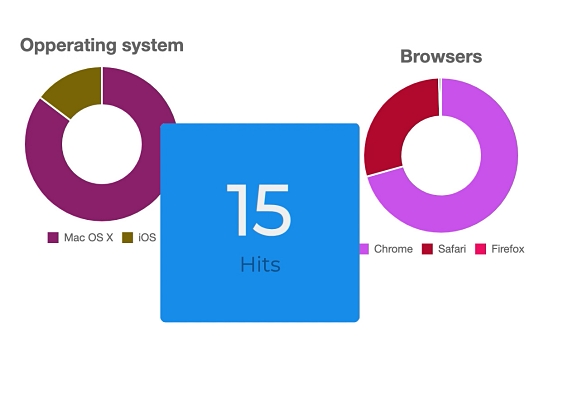 Opperating system
Browsers
15
Hits
Mac OS X iOS
Chrome Safari Firefox